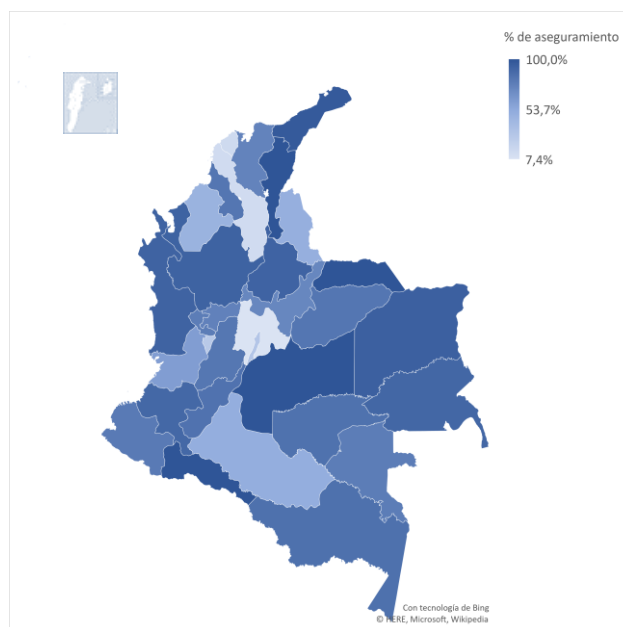 % de aseguramiento
100,0%
53,7%
7,4%
Con tecnología de Bing
© HERE, Microsoft, Wikipedia